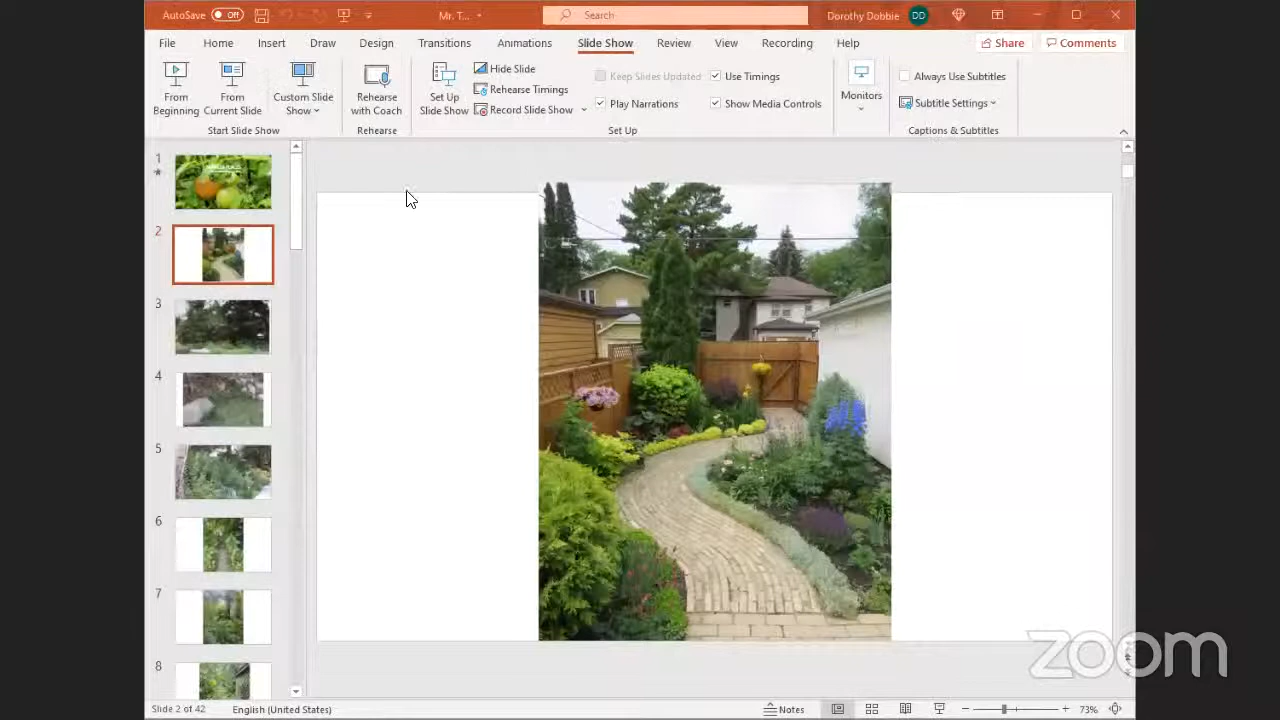 AutoSave Off Mr. T... Search Dorothy Dobbie DD
File Home Insert Draw Design Transitions Animations Slide Show Review View Recording Help Share Comments
From Beginning
From Current Slide
Custom Slide Show
Start Slide Show
Rehearse with Coach
Rehearse
Set Up Slide Show
Hide Slide
Rehearse Timings
Record Slide Show
Keep Slides Updated
Play Narrations
Use Timings
Show Media Controls
Set Up
Monitors
Always Use Subtitles
Subtitle Settings
Captions & Subtitles
1
2
3
4
5
6
7
8
zoom
Slide 2 of 42 English (United States) Notes 73%